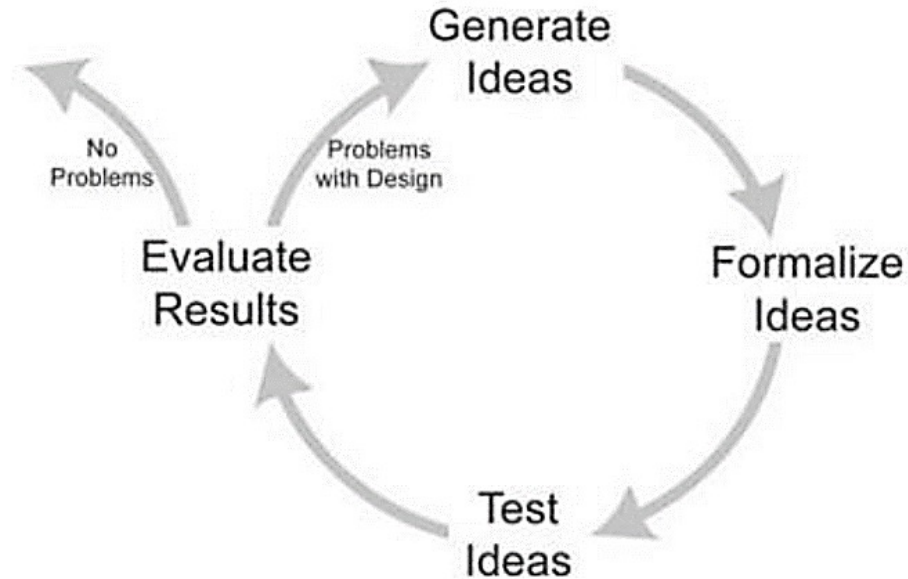 Generate
Ideas
No
Problems
Problems
with Design
Evaluate
Results
Formalize
Ideas
Test
Ideas